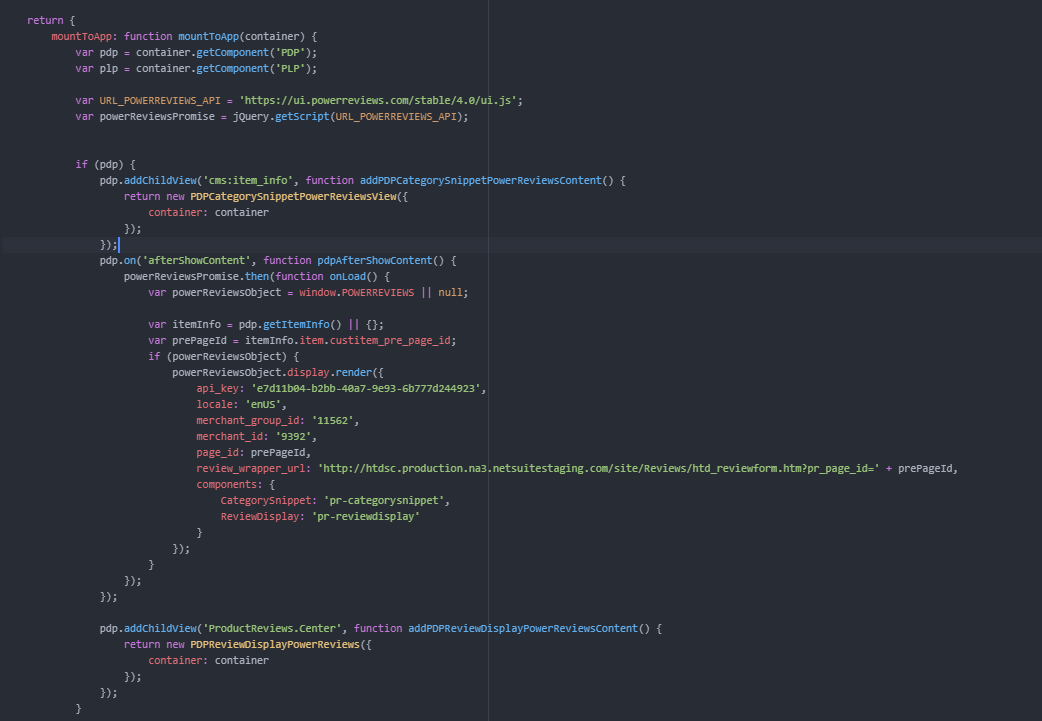 return {
mountToApp: function mountToApp(container) {
var pdp = container.getComponent('PDP');
var plp = container.getComponent('PLP');
var URL_POWERREVIEWS_API = 'https://ui.powerreviews.com/stable/4.0/ui.js';
var powerReviewsPromise = jQuery.getScript(URL_POWERREVIEWS_API);
if (pdp) {
pdp.addChildView('cms:item_info', function addPDPCategorySnippetPowerReviewsContent() {
return new PDPCategorySnippetPowerReviewsView({
container: container
});
});
pdp.on('afterShowContent', function pdpAfterShowContent() {
powerReviewsPromise.then(function onLoad() {
var powerReviewsObject = window.POWERREVIEWS || null;
var itemInfo = pdp.getItemInfo() || {};
var prePageId = itemInfo.item.custitem_pre_page_id;
if (powerReviewsObject) {
powerReviewsObject.display.render({
api_key: 'e7d11b04-b2bb-40a7-9e93-6b777d244923',
locale: 'enUS',
merchant_group_id: '11562',
merchant_id: '9392',
page_id: prePageId,
review_wrapper_url: 'http://htdsc.production.na3.netsuitestaging.com/site/Reviews/htd_reviewform.htm?pr_page_id=' + prePageId,
components: {
CategorySnippet: 'pr-categorysnippet',
ReviewDisplay: 'pr-reviewdisplay'
}
});
}
});
});
pdp.addChildView('ProductReviews.Center', function addPDPReviewDisplayPowerReviewsContent() {
return new PDPReviewDisplayPowerReviews({
container: container
});
});
}